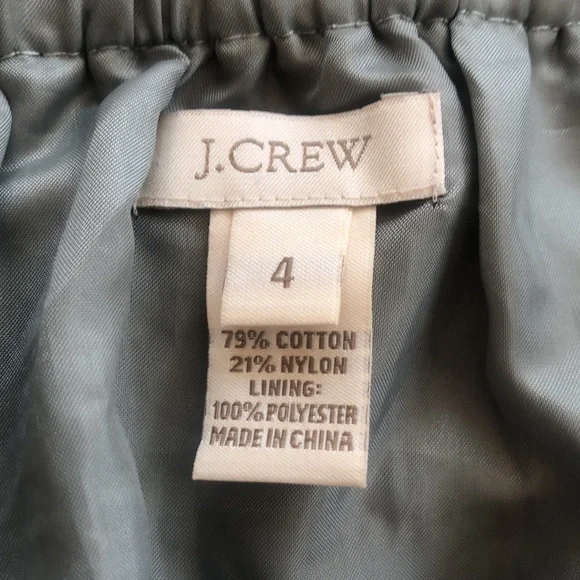 J.CREW
4
79% COTTON
21% NYLON
LINING:
100% POLYESTER
MADE IN CHINA